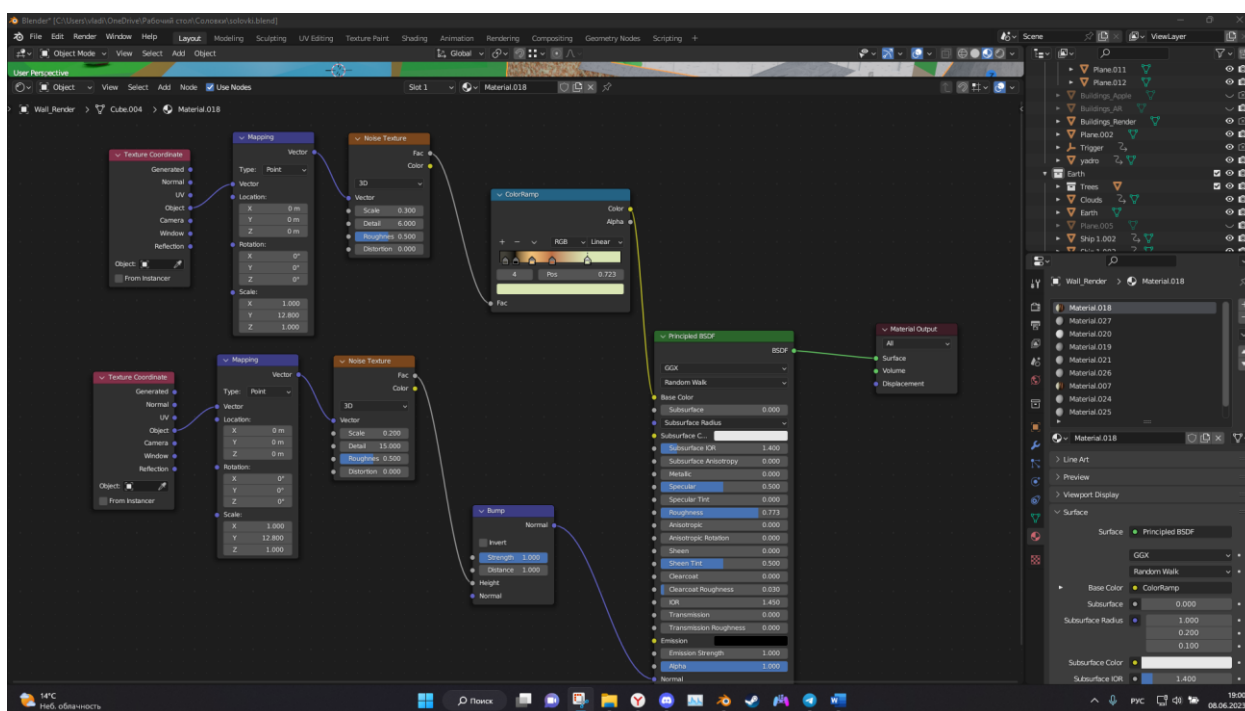 Blender* [C:\Users\vladi\OneDrive\Рабочий стол\Соловки\solovki.blend]
File Edit Render Window Help Layout Modeling Sculpting UV Editing Texture Paint Shading Animation Rendering Compositing Geometry Nodes Scripting + Scene ViewLayer
Object Mode View Select Add Object Global
User Perspective
Object View Select Add Node Use Nodes Slot 1 Material.018
Wall_Render > Cube.004 > Material.018
Texture Coordinate
Generated
Normal
UV
Object
Camera
Window
Reflection
Object:
From Instancer
Mapping
Vector
Type: Point
Vector
Location:
X 0 m
Y 0 m
Z 0 m
Rotation:
X 0°
Y 0°
Z 0°
Scale:
X 1.000
Y 12.800
Z 1.000
Noise Texture
Fac
Color
3D
Vector
Scale 0.300
Detail 6.000
Roughnes 0.500
Distortion 0.000
ColorRamp
Color
Alpha
+ − RGB Linear
4 Pos 0.723
Fac
Texture Coordinate
Generated
Normal
UV
Object
Camera
Window
Reflection
Object:
From Instancer
Mapping
Vector
Type: Point
Vector
Location:
X 0 m
Y 0 m
Z 0 m
Rotation:
X 0°
Y 0°
Z 0°
Scale:
X 1.000
Y 12.800
Z 1.000
Noise Texture
Fac
Color
3D
Vector
Scale 0.200
Detail 15.000
Roughnes 0.500
Distortion 0.000
Bump
Normal
Invert
Strength 1.000
Distance 1.000
Height
Normal
Principled BSDF
BSDF
GGX
Random Walk
Base Color
Subsurface 0.000
Subsurface Radius
Subsurface C...
Subsurface IOR 1.400
Subsurface Anisotropy 0.000
Metallic 0.000
Specular 0.500
Specular Tint 0.000
Roughness 0.773
Anisotropic 0.000
Anisotropic Rotation 0.000
Sheen 0.000
Sheen Tint 0.500
Clearcoat 0.000
Clearcoat Roughness 0.030
IOR 1.450
Transmission 0.000
Transmission Roughness 0.000
Emission
Emission Strength 1.000
Alpha 1.000
Normal
Material Output
All
Surface
Volume
Displacement
Plane.011
Plane.012
Buildings_Apple
Buildings_AR
Buildings_Render
Plane.002
Trigger
yadro
Earth
Trees
Clouds
Earth
Plane.005
Ship 1.002
Wall_Render > Material.018
Material.018
Material.027
Material.020
Material.019
Material.021
Material.026
Material.007
Material.024
Material.025
Material.018
Line Art
Preview
Viewport Display
Surface
Surface Principled BSDF
GGX
Random Walk
Base Color ColorRamp
Subsurface 0.000
Subsurface Radius 1.000
0.200
0.100
Subsurface Color
Subsurface IOR 1.400
14°C
Неб. облачность
Поиск
РУС
19:00
08.06.2023